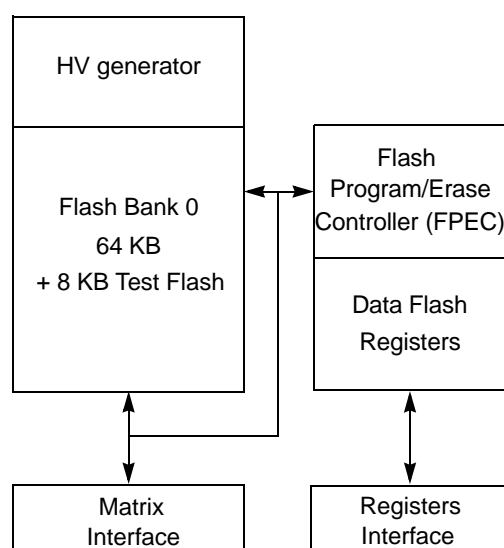 HV generator
Flash Bank 0
64 KB
+ 8 KB Test Flash
Flash
Program/Erase
Controller (FPEC)
Data Flash
Registers
Matrix
Interface
Registers
Interface